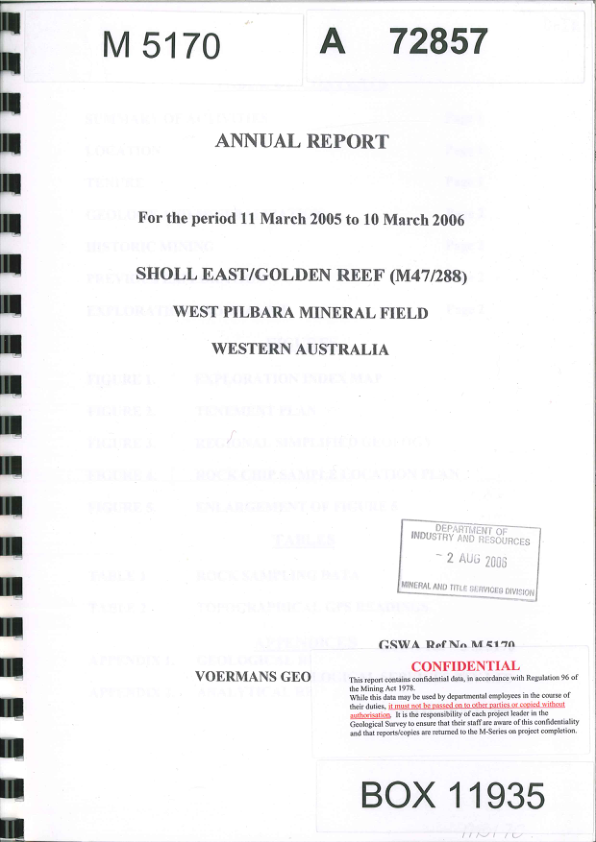 M 5170
A 72857
ANNUAL REPORT
For the period 11 March 2005 to 10 March 2006
SHOLL EAST/GOLDEN REEF (M47/288)
WEST PILBARA MINERAL FIELD
WESTERN AUSTRALIA
DEPARTMENT OF
INDUSTRY AND RESOURCES
- 2 AUG 2006
MINERAL AND TITLE SERVICES DIVISION
GSWA Ref No M 5170
VOERMANS GEO
CONFIDENTIAL
This report contains confidential data, in accordance with Regulation 96 of
the Mining Act 1978.
While this data may be used by departmental employees in the course of
their duties, it must not be passed on to other parties or copied without
authorisation. It is the responsibility of each project leader in the
Geological Survey to ensure that their staff are aware of this confidentiality
and that reports/copies are returned to the M-Series on project completion.
BOX 11935